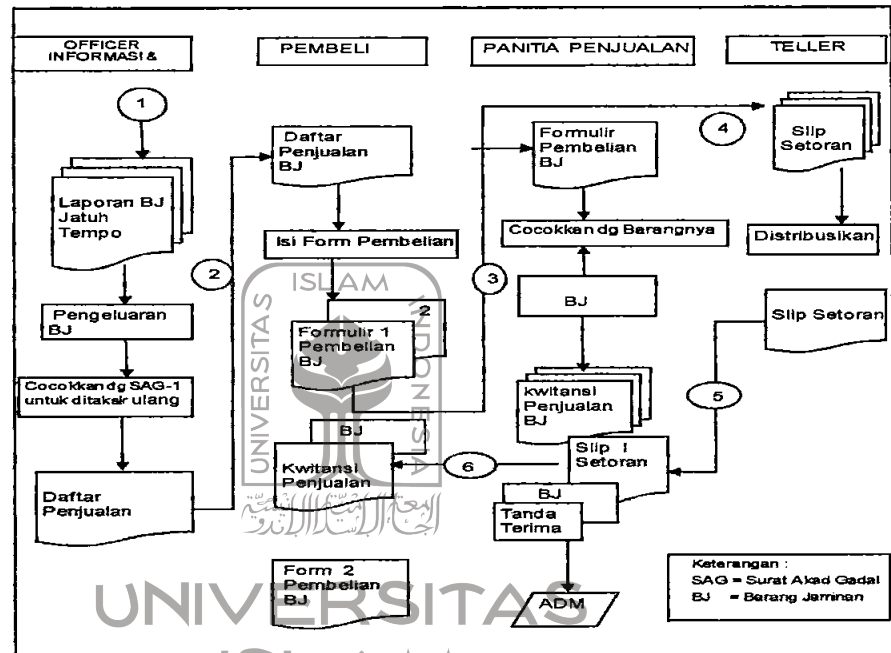 OFFICER
INFORMASI &
PEMBELI
PANITIA PENJUALAN
TELLER
1
Laporan BJ
Jatuh
Tempo
Pengeluaran
BJ
Cocokkan dg SAG-1
untuk ditaksir ulang
Daftar
Penjualan
2
Daftar
Penjualan
BJ
Isi Form Pembelian
2
Formulir 1
Pembelian
BJ
BJ
Kwitansi
Penjualan
Form 2
Pembelian
BJ
3
Formulir
Pembelian
BJ
Cocokkan dg Barangnya
BJ
kwitansi
Penjualan
BJ
Slip I
Setoran
BJ
Tanda
Terima
ADM
6
4
Slip
Setoran
Distribusikan
Slip Setoran
5
Keterangan :
SAG = Surat Akad Gadai
BJ = Barang Jaminan
ISLAM
UNIVERSITAS
INDONESIA
UNIVERSITAS